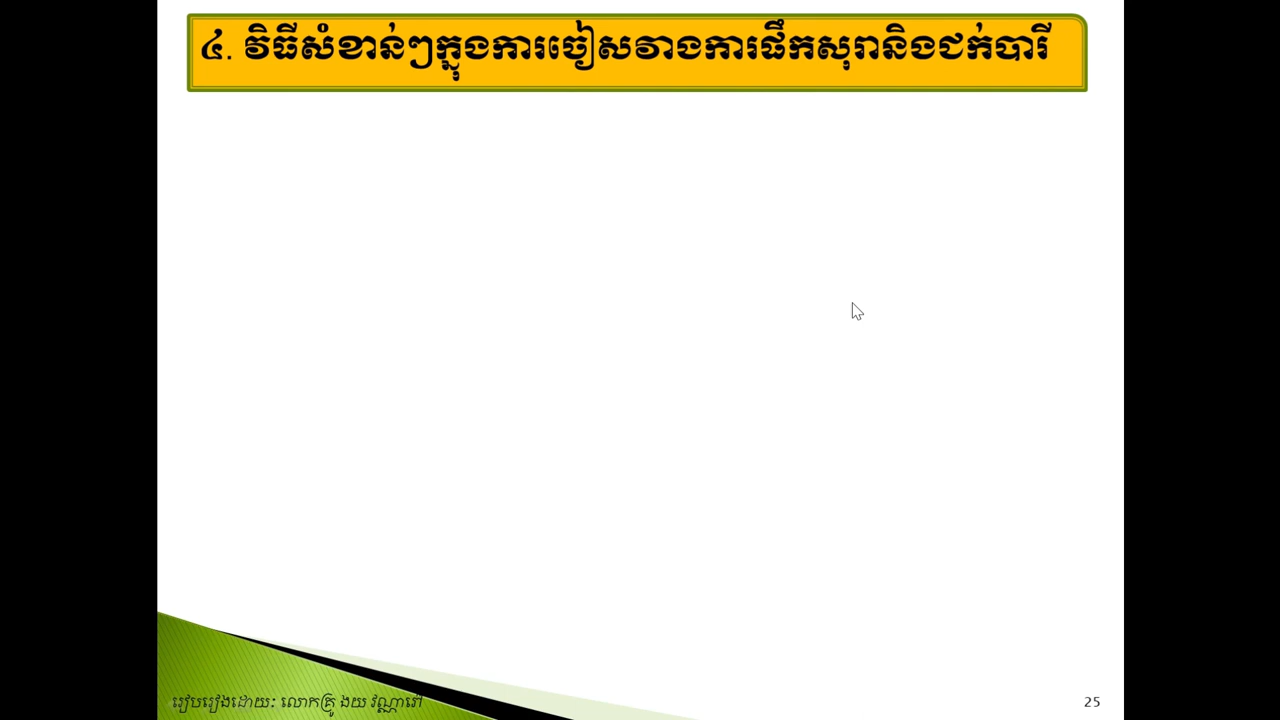 ៤. វិធីសំខាន់ៗក្នុងការចៀសវាងការផឹកសុរានិងជក់បារី
រៀបរៀងដោយ: លោកគ្រូ ងយ វណ្ណារៅ
25